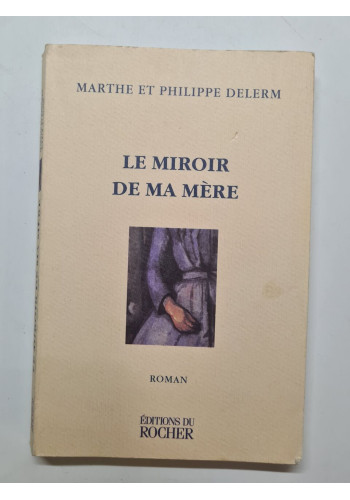 MARTHE ET PHILIPPE DELERM
LE MIROIR
DE MA MÈRE
ROMAN
ÉDITIONS DU
ROCHER